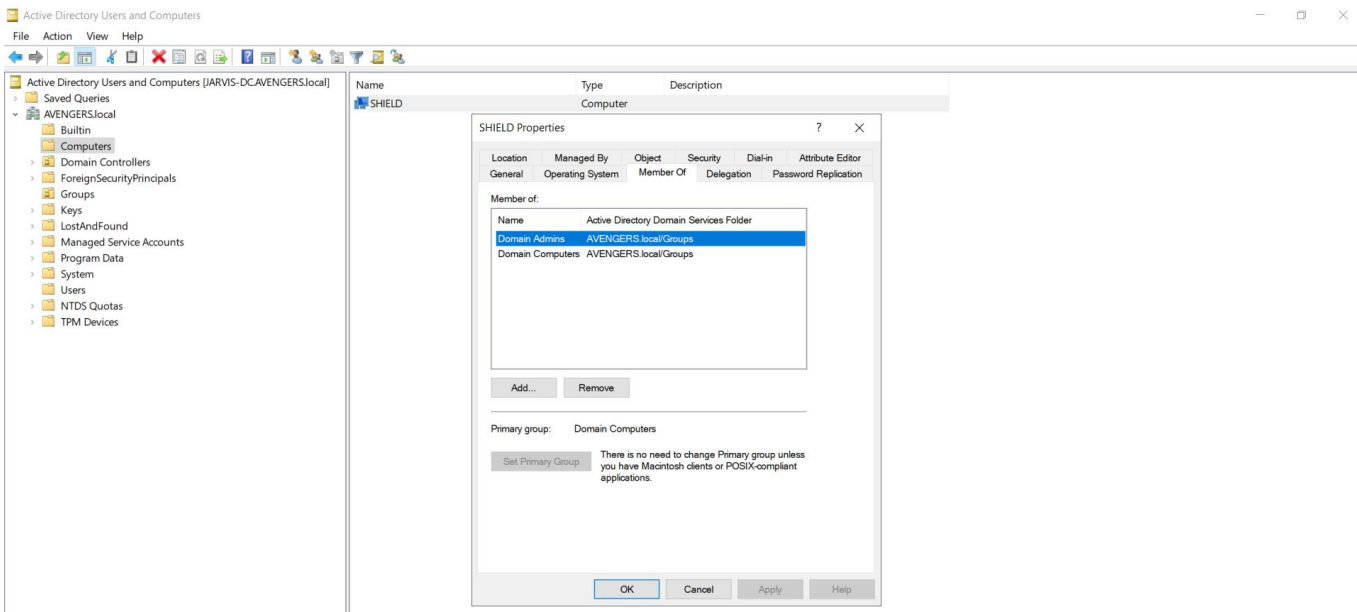 Active Directory Users and Computers
File Action View Help
Active Directory Users and Computers [JARVIS-DC.AVENGERS.local]
Saved Queries
AVENGERS.local
Builtin
Computers
Domain Controllers
ForeignSecurityPrincipals
Groups
Keys
LostAndFound
Managed Service Accounts
Program Data
System
Users
NTDS Quotas
TPM Devices
Name Type Description
SHIELD Computer
SHIELD Properties ? ×
Location Managed By Object Security Dial-in Attribute Editor
General Operating System Member Of Delegation Password Replication
Member of:
Name Active Directory Domain Services Folder
Domain Admins AVENGERS.local/Groups
Domain Computers AVENGERS.local/Groups
Add... Remove
Primary group: Domain Computers
Set Primary Group
There is no need to change Primary group unless
you have Macintosh clients or POSIX-compliant
applications.
OK Cancel Apply Help